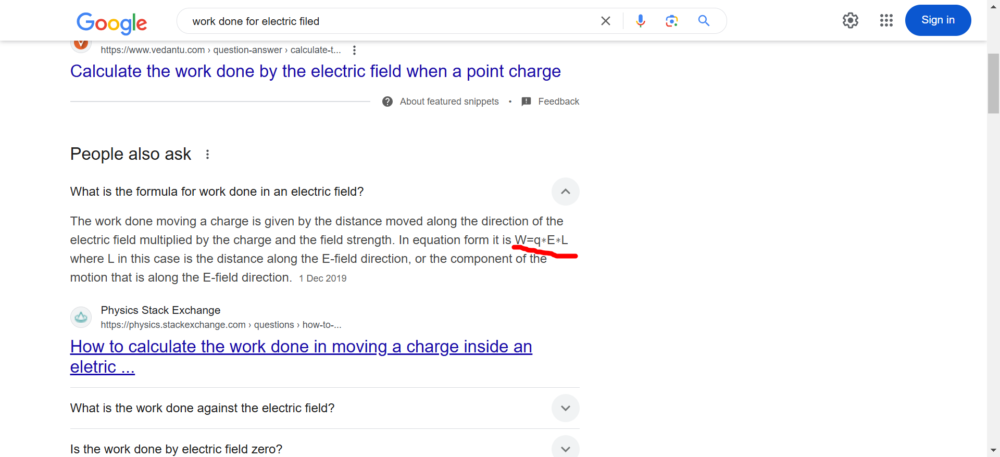 Google
work done for electric filed
Sign in
https://www.vedantu.com › question-answer › calculate-t...
Calculate the work done by the electric field when a point charge
About featured snippets • Feedback
People also ask
What is the formula for work done in an electric field?
The work done moving a charge is given by the distance moved along the direction of the
electric field multiplied by the charge and the field strength. In equation form it is W=q∗E∗L
where L in this case is the distance along the E-field direction, or the component of the
motion that is along the E-field direction. 1 Dec 2019
Physics Stack Exchange
https://physics.stackexchange.com › questions › how-to-...
How to calculate the work done in moving a charge inside an
eletric ...
What is the work done against the electric field?
Is the work done by electric field zero?